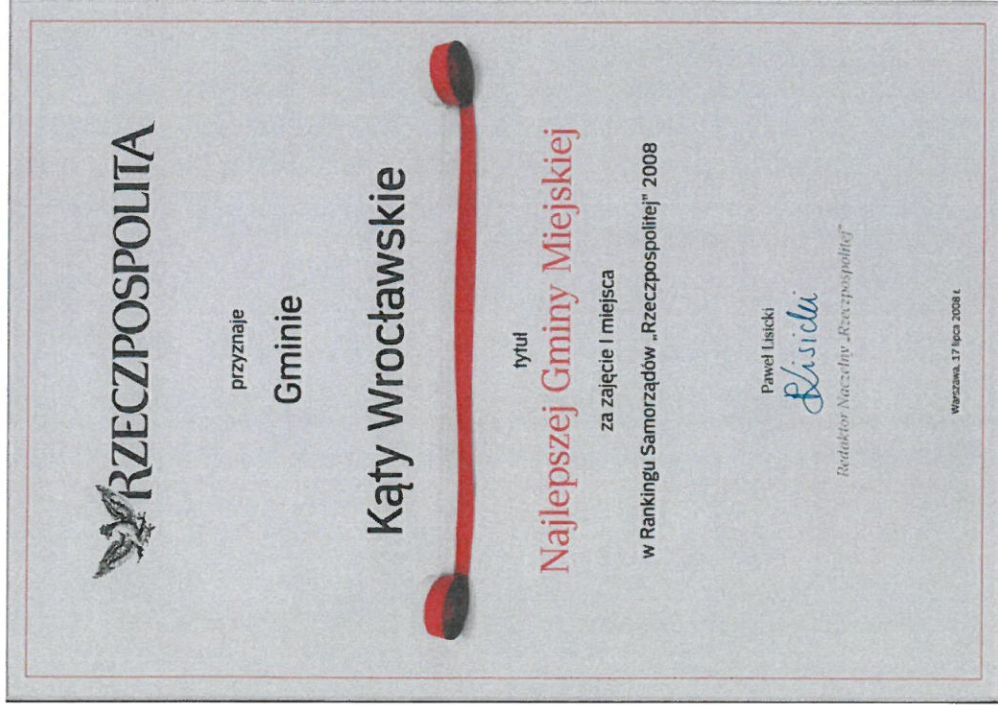 RZECZPOSPOLITA
przyznaje
Gminie
Kąty Wrocławskie
tytuł
Najlepszej Gminy Miejskiej
za zajęcie I miejsca
w Rankingu Samorządów „Rzeczpospolitej" 2008
Paweł Lisicki
PLisicki
Redaktor Naczelny „Rzeczpospolitej"
Warszawa, 17 lipca 2008 r.